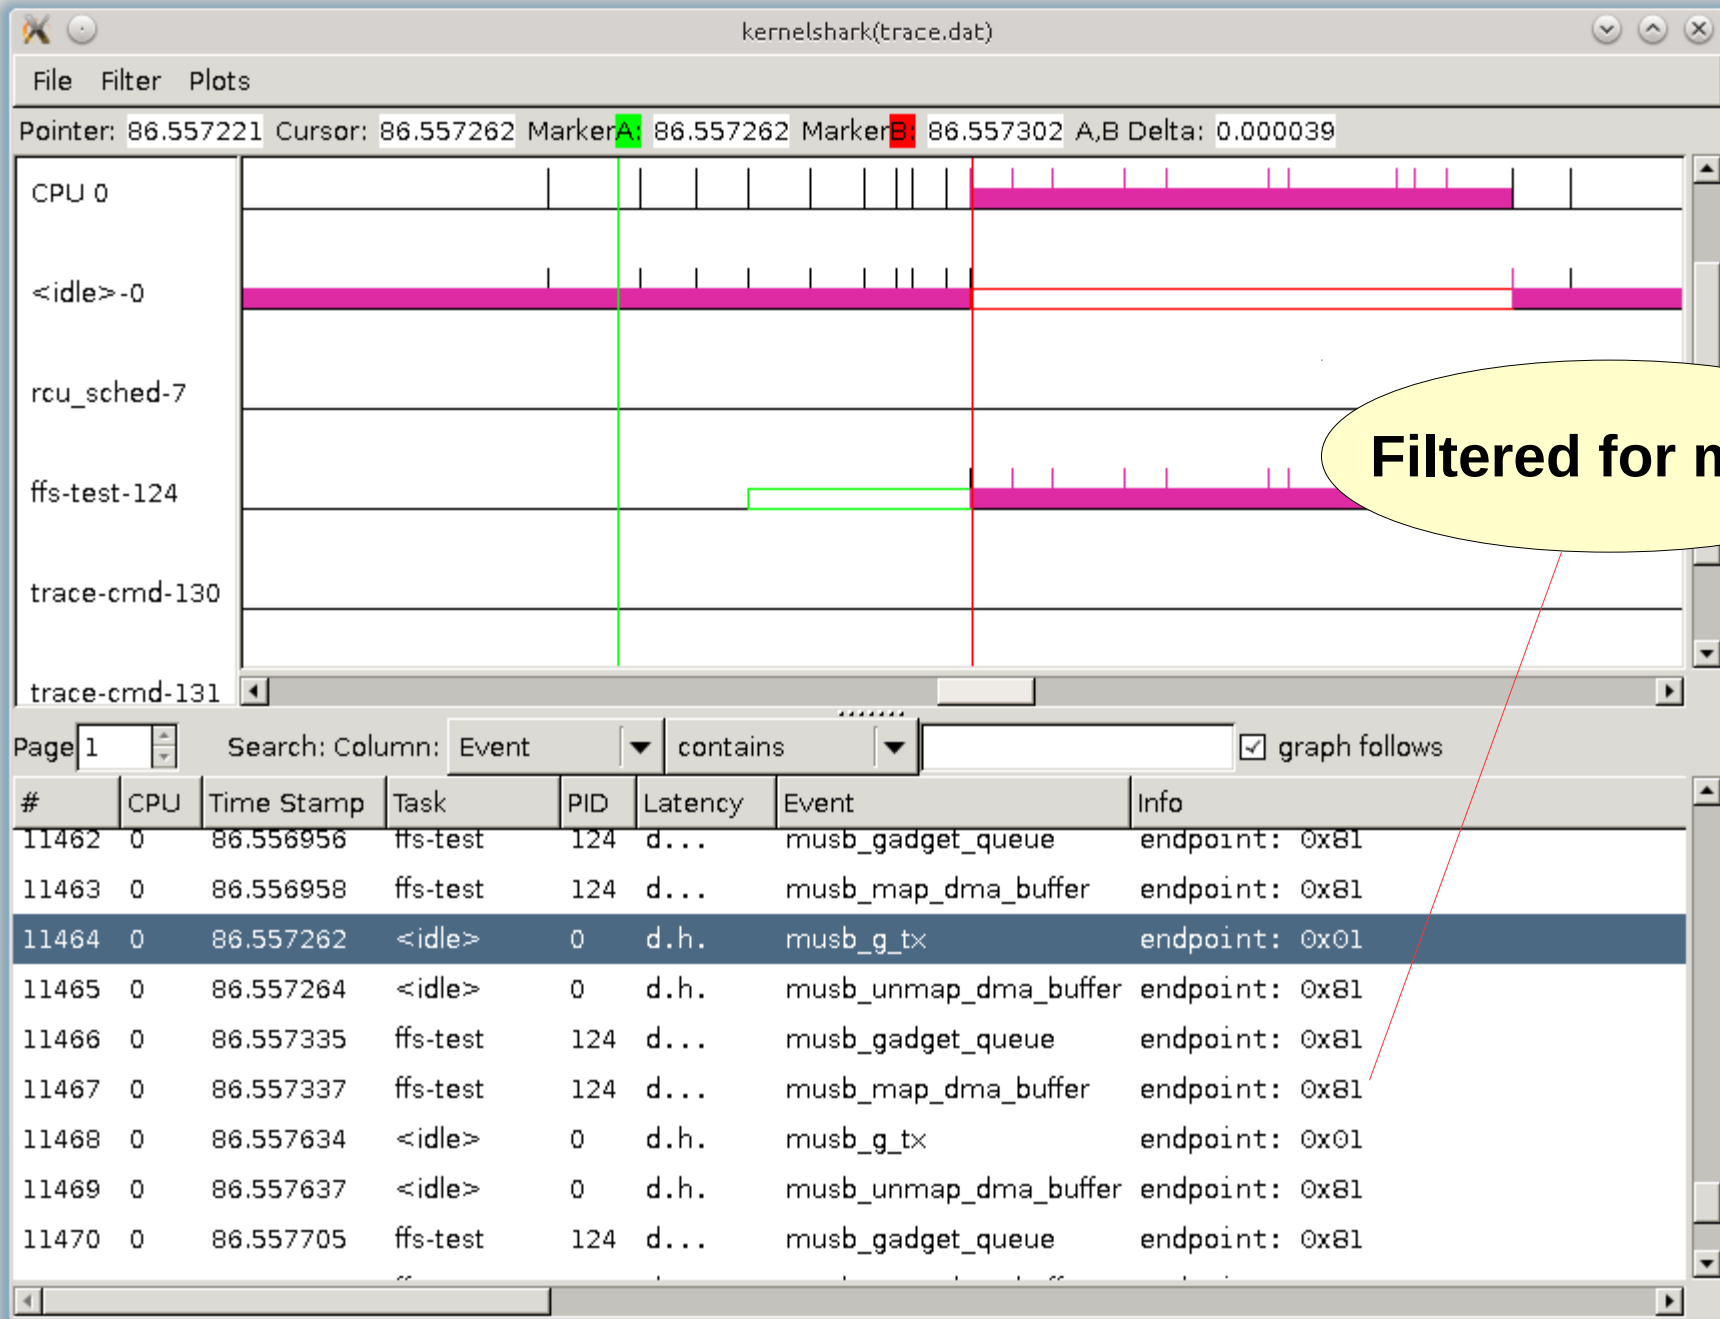 kernelshark(trace.dat)
File Filter Plots
Pointer: 86.557221 Cursor: 86.557262 MarkerA: 86.557262 MarkerB: 86.557302 A,B Delta: 0.000039
CPU 0
<idle>-0
rcu_sched-7
Filtered for m
ffs-test-124
trace-cmd-130
trace-cmd-131
Page 1 Search: Column: Event contains graph follows
# CPU Time Stamp Task PID Latency Event Info
11462 0 86.556956 ffs-test 124 d... musb_gadget_queue endpoint: 0x81
11463 0 86.556958 ffs-test 124 d... musb_map_dma_buffer endpoint: 0x81
11464 0 86.557262 <idle> 0 d.h. musb_g_tx endpoint: 0x01
11465 0 86.557264 <idle> 0 d.h. musb_unmap_dma_buffer endpoint: 0x81
11466 0 86.557335 ffs-test 124 d... musb_gadget_queue endpoint: 0x81
11467 0 86.557337 ffs-test 124 d... musb_map_dma_buffer endpoint: 0x81
11468 0 86.557634 <idle> 0 d.h. musb_g_tx endpoint: 0x01
11469 0 86.557637 <idle> 0 d.h. musb_unmap_dma_buffer endpoint: 0x81
11470 0 86.557705 ffs-test 124 d... musb_gadget_queue endpoint: 0x81